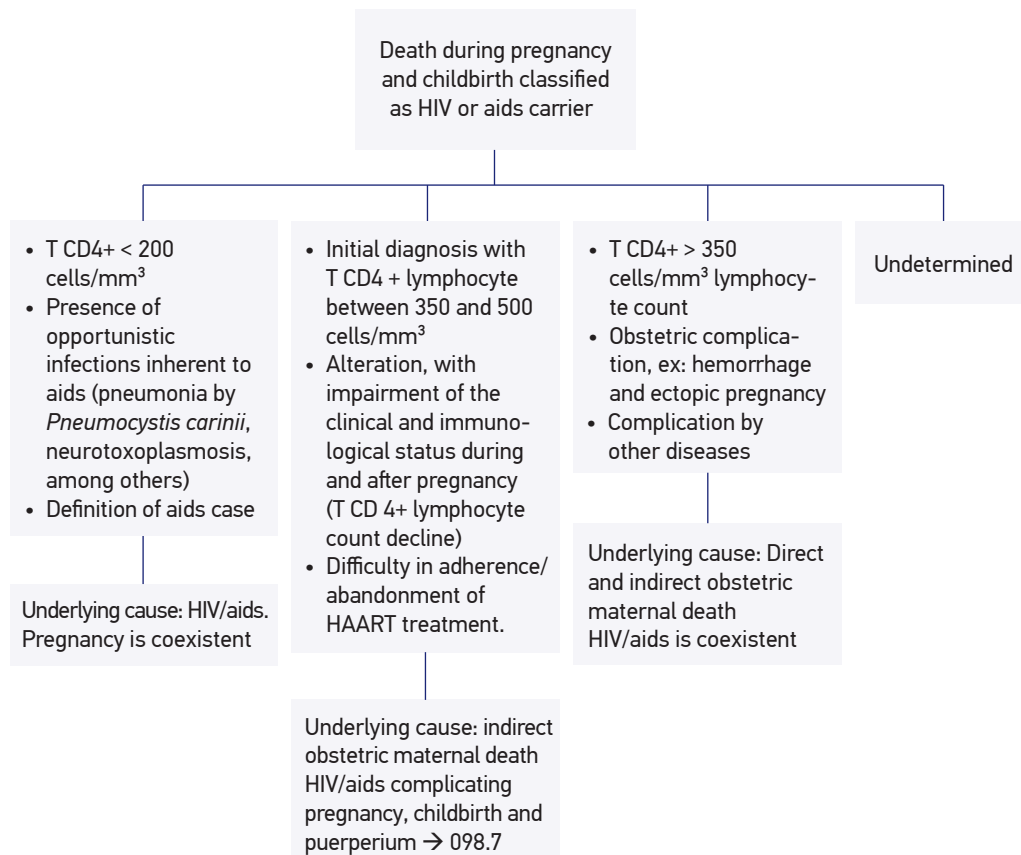 Death during pregnancy
and childbirth classified
as HIV or aids carrier
• T CD4+ < 200
cells/mm³
• Presence of
opportunistic
infections inherent to
aids (pneumonia by
Pneumocystis carinii,
neurotoxoplasmosis,
among others)
• Definition of aids case
Underlying cause: HIV/aids.
Pregnancy is coexistent
• Initial diagnosis with
T CD4 + lymphocyte
between 350 and 500
cells/mm³
• Alteration, with
impairment of the
clinical and immuno-
logical status during
and after pregnancy
(T CD 4+ lymphocyte
count decline)
• Difficulty in adherence/
abandonment of
HAART treatment.
Underlying cause: indirect
obstetric maternal death
HIV/aids complicating
pregnancy, childbirth and
puerperium → 098.7
• T CD4+ > 350
cells/mm³ lymphocy-
te count
• Obstetric complica-
tion, ex: hemorrhage
and ectopic pregnancy
• Complication by
other diseases
Underlying cause: Direct
and indirect obstetric
maternal death
HIV/aids is coexistent
Undetermined